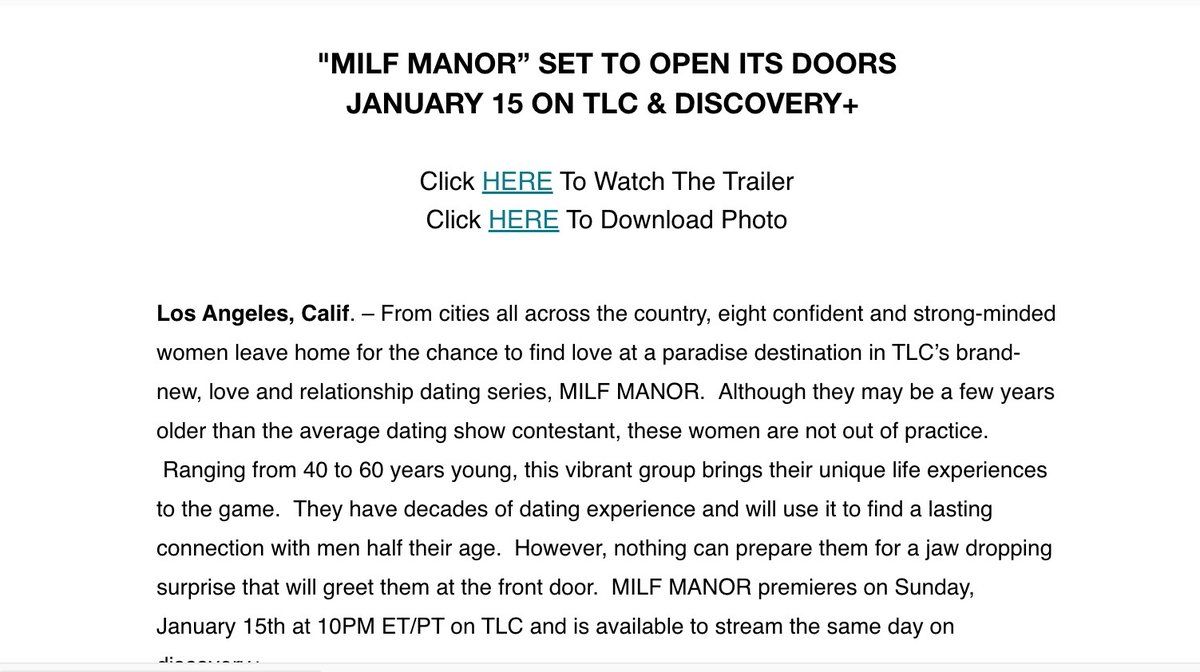 "MILF MANOR” SET TO OPEN ITS DOORS
JANUARY 15 ON TLC & DISCOVERY+
Click HERE To Watch The Trailer
Click HERE To Download Photo
Los Angeles, Calif. – From cities all across the country, eight confident and strong-minded
women leave home for the chance to find love at a paradise destination in TLC’s brand-
new, love and relationship dating series, MILF MANOR.  Although they may be a few years
older than the average dating show contestant, these women are not out of practice.
Ranging from 40 to 60 years young, this vibrant group brings their unique life experiences
to the game.  They have decades of dating experience and will use it to find a lasting
connection with men half their age.  However, nothing can prepare them for a jaw dropping
surprise that will greet them at the front door.  MILF MANOR premieres on Sunday,
January 15th at 10PM ET/PT on TLC and is available to stream the same day on